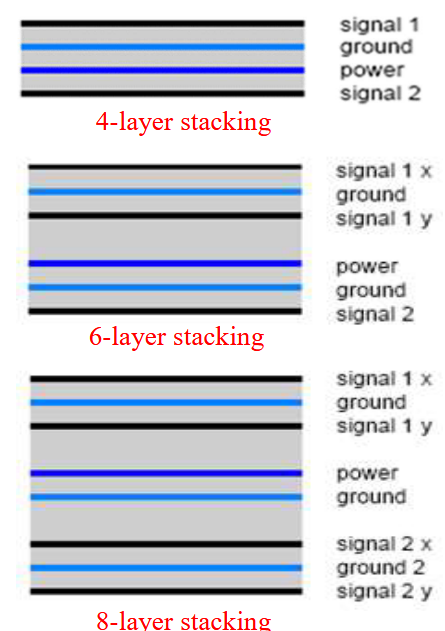 signal 1
ground
power
signal 2
4-layer stacking
signal 1 x
ground
signal 1 y
power
ground
signal 2
6-layer stacking
signal 1 x
ground
signal 1 y
power
ground
signal 2 x
ground 2
signal 2 y
8-layer stacking